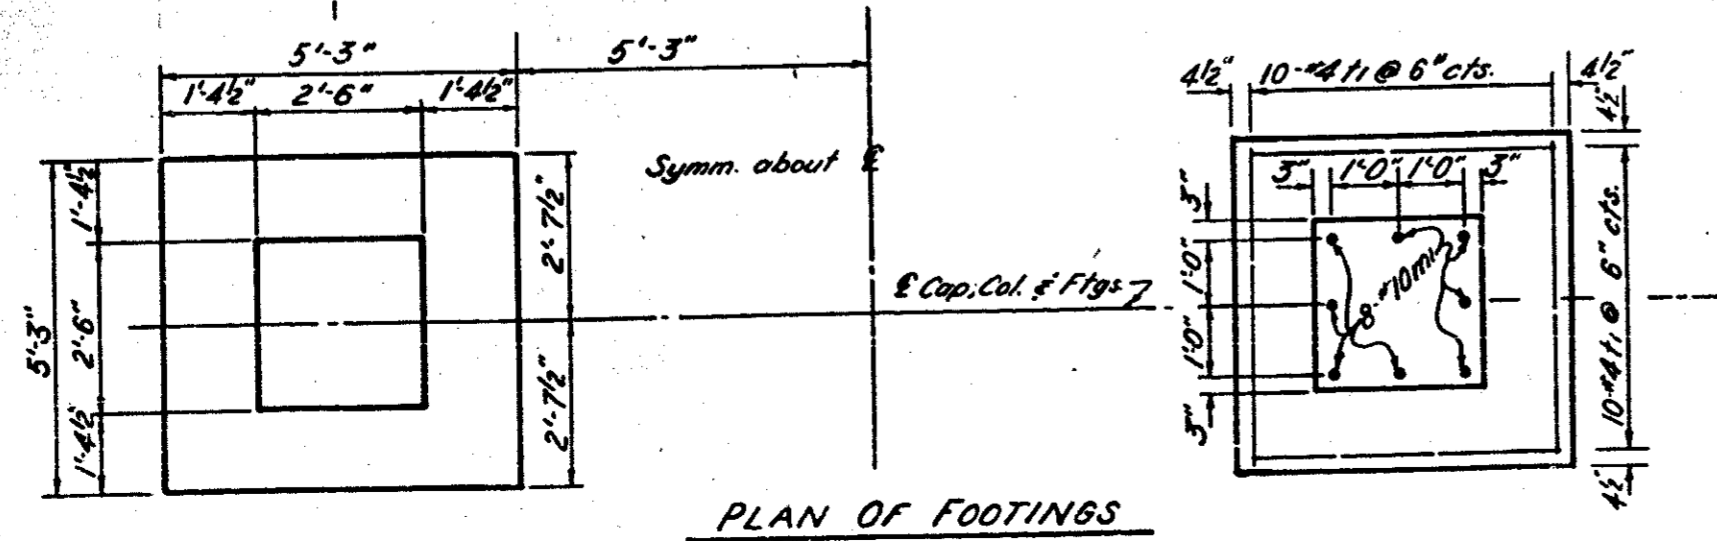 5'-3" 5'-3"
1'-4½" 2'-6" 1'-4½"
4½" 10-#4 t1 @ 6" cts. 4½"
4½"
Symm. about ℄
3" 1'-0" 1'-0" 3"
3"
5'-3"
1'-4½"
2'-6"
1'-4½"
2'-7½"
2'-7½"
℄ Cap, Col. & Ftgs.
1'-0"
1'-0"
3"
8-#10 m1
10-#4 t1 @ 6" cts.
4½"
PLAN OF FOOTINGS